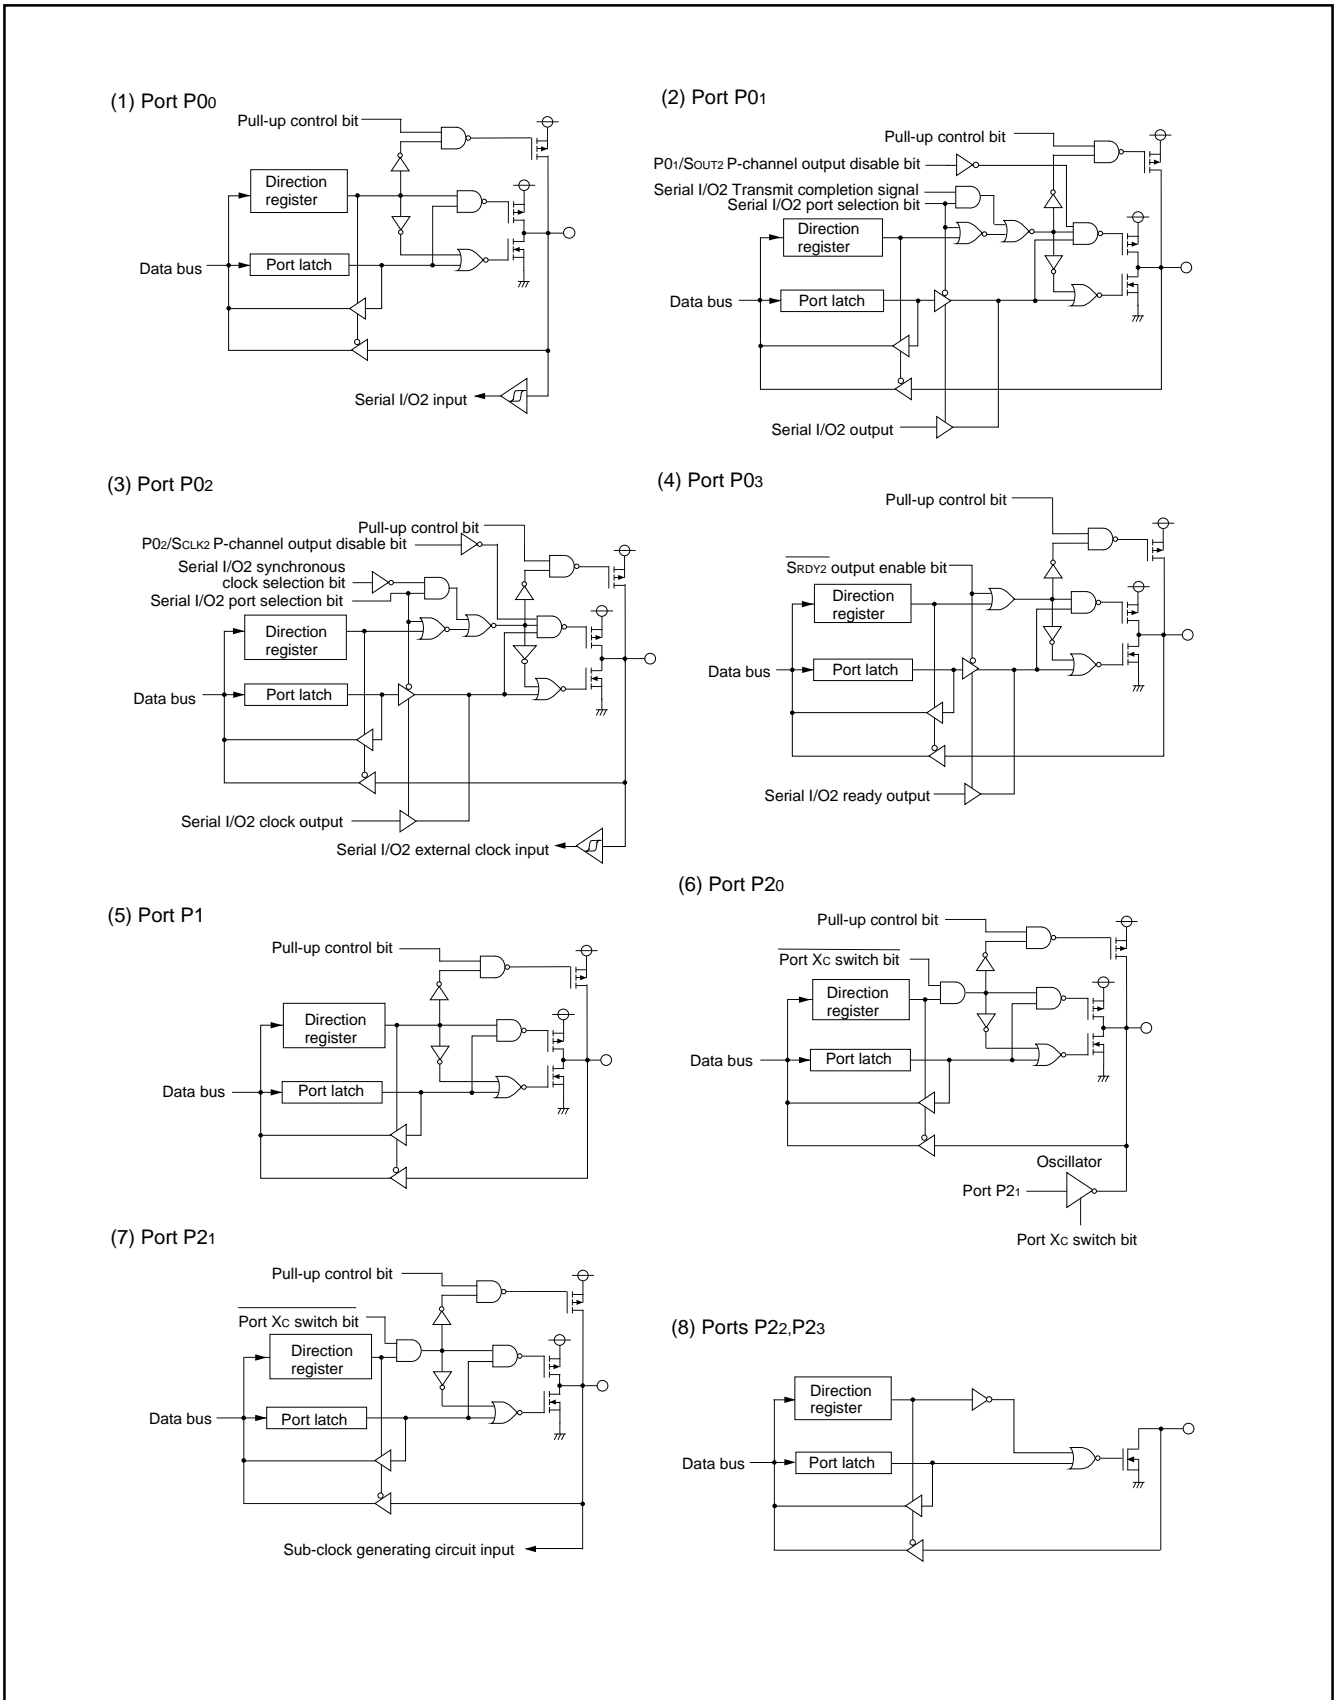 (1) Port P00
Pull-up control bit
Direction
register
Data bus
Port latch
Serial I/O2 input
(2) Port P01
Pull-up control bit
P01/SOUT2 P-channel output disable bit
Serial I/O2 Transmit completion signal
Serial I/O2 port selection bit
Direction
register
Data bus
Port latch
Serial I/O2 output
(3) Port P02
Pull-up control bit
P02/SCLK2 P-channel output disable bit
Serial I/O2 synchronous
clock selection bit
Serial I/O2 port selection bit
Direction
register
Data bus
Port latch
Serial I/O2 clock output
Serial I/O2 external clock input
(4) Port P03
Pull-up control bit
SRDY2 output enable bit
Direction
register
Data bus
Port latch
Serial I/O2 ready output
(5) Port P1
Pull-up control bit
Direction
register
Data bus
Port latch
(6) Port P20
Pull-up control bit
Port XC switch bit
Direction
register
Data bus
Port latch
Oscillator
Port P21
Port XC switch bit
(7) Port P21
Pull-up control bit
Port XC switch bit
Direction
register
Data bus
Port latch
Sub-clock generating circuit input
(8) Ports P22,P23
Direction
register
Data bus
Port latch